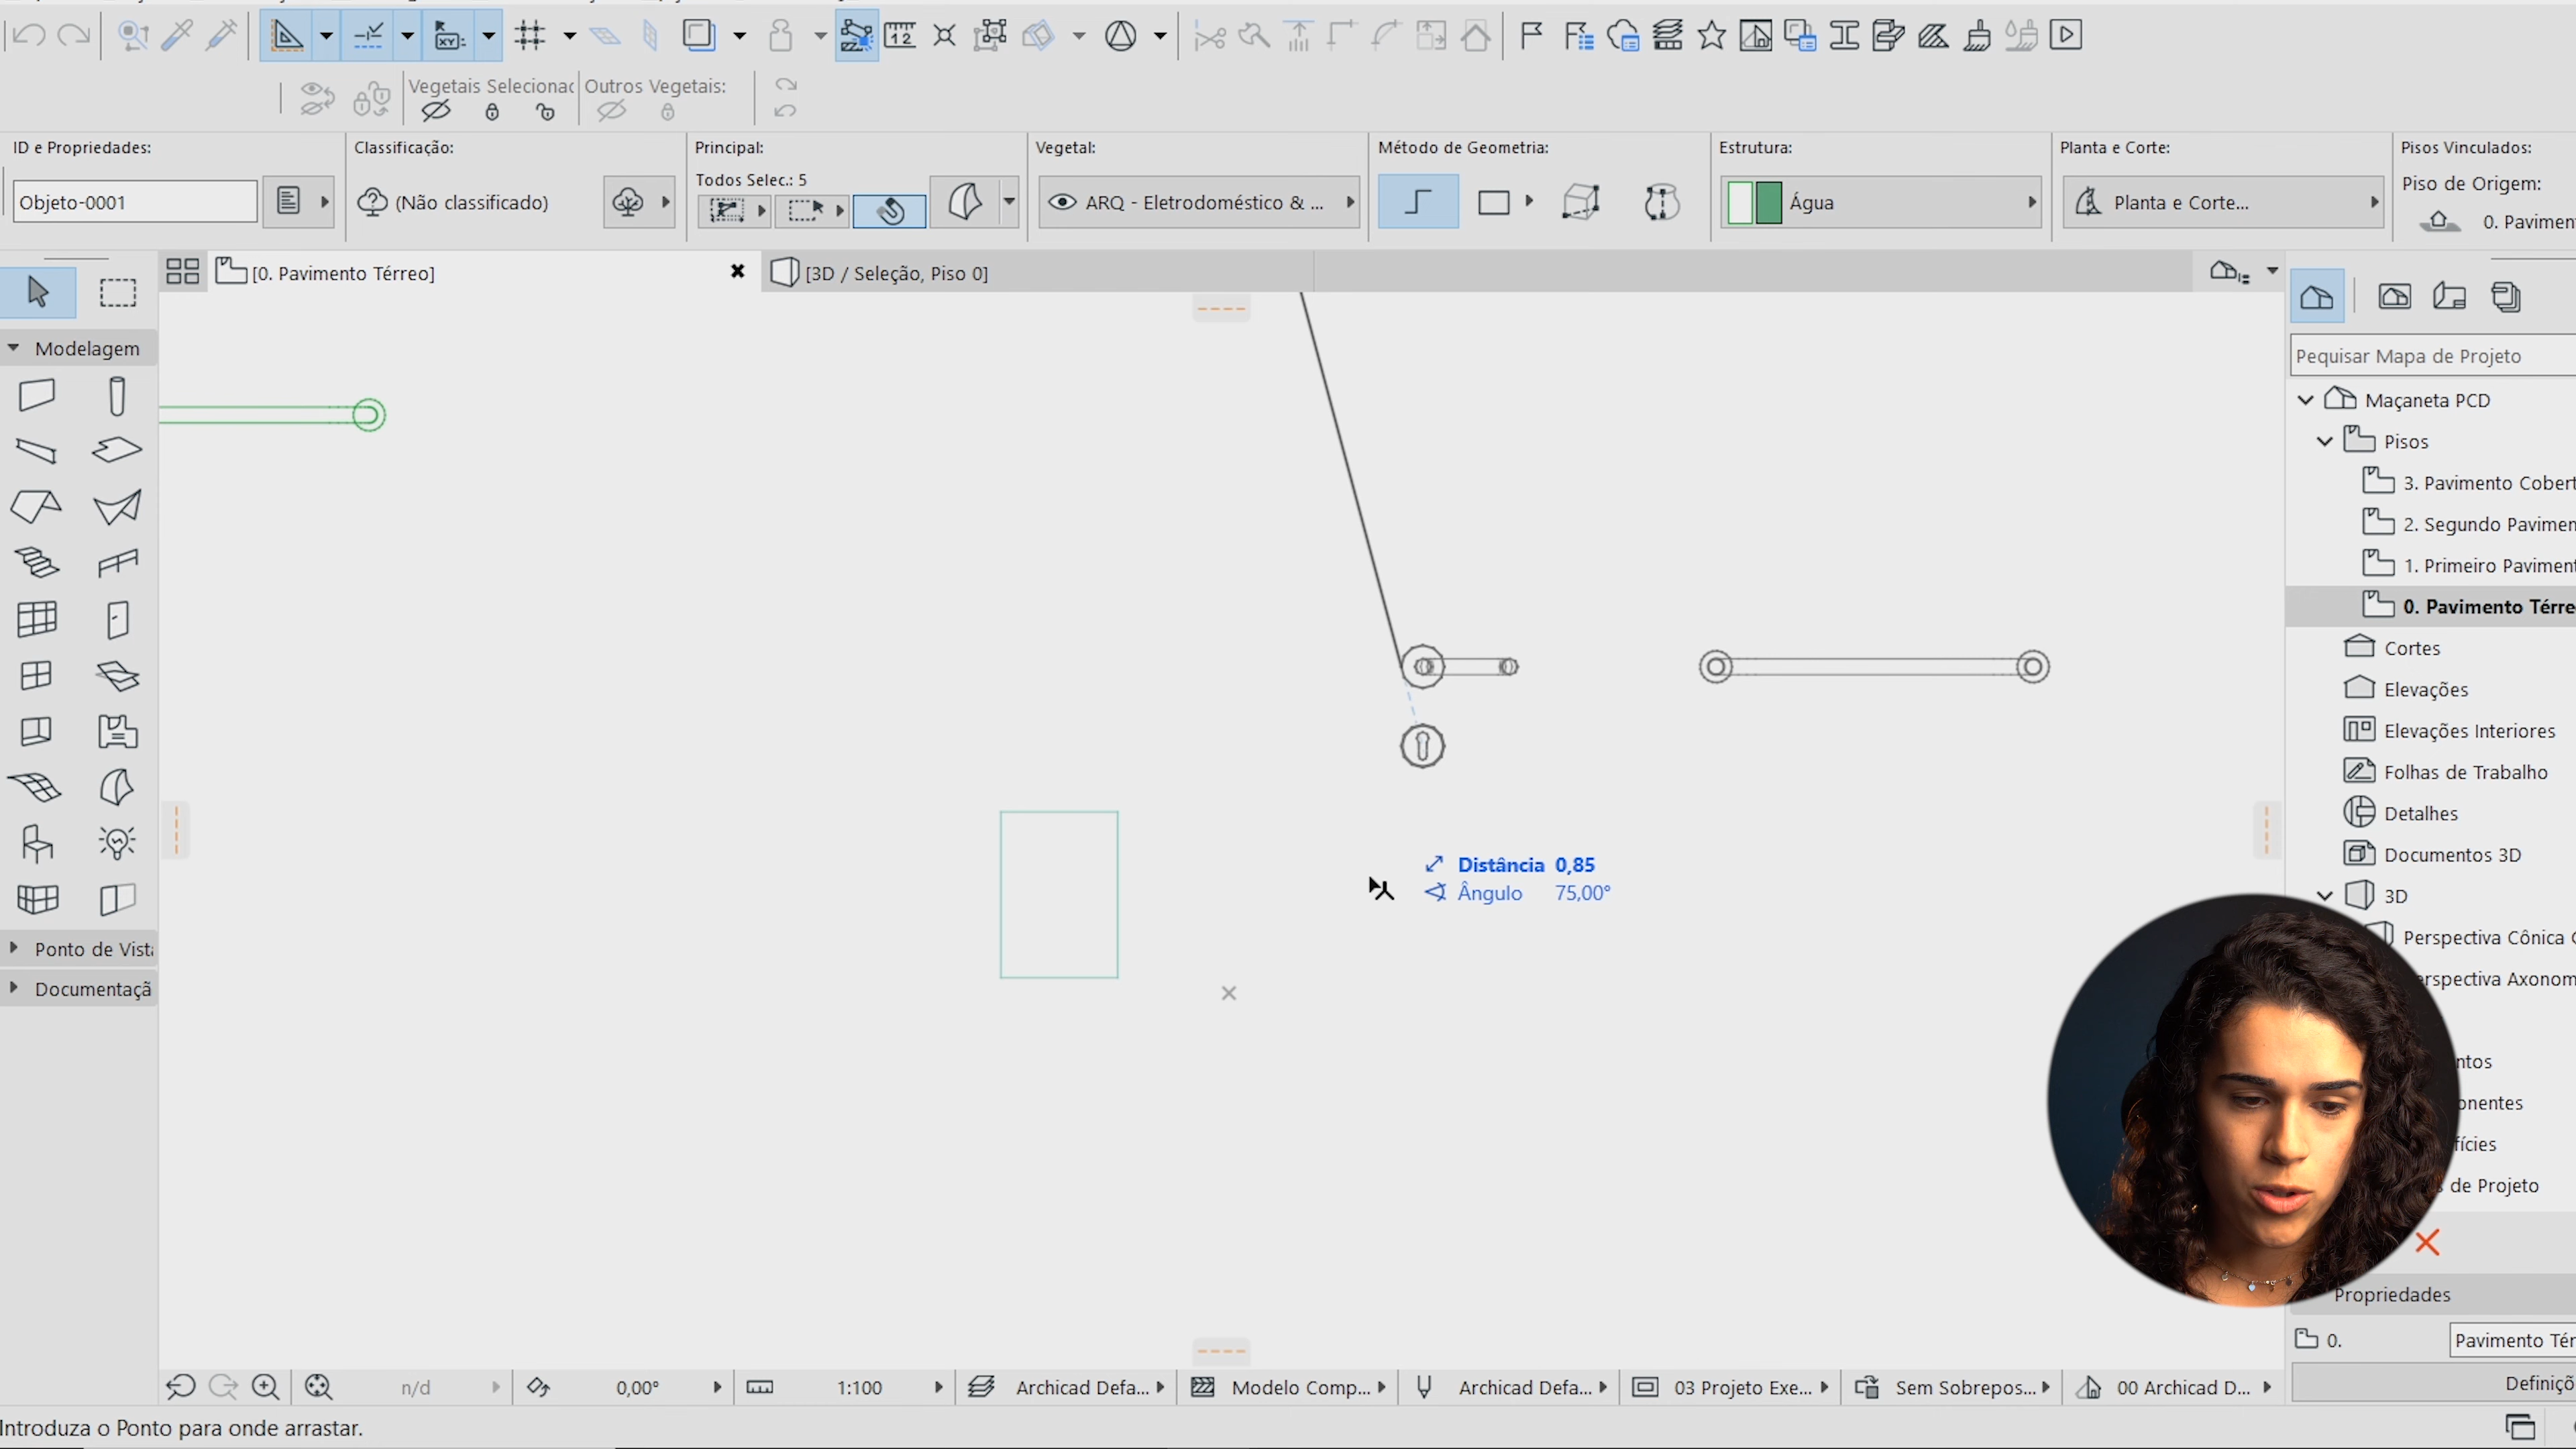 Vegetais Selecionac
Outros Vegetais:
ID e Propriedades:
Classificação:
Principal:
Vegetal:
Método de Geometria:
Estrutura:
Planta e Corte:
Pisos Vinculados:
Todos Selec.: 5
Piso de Origem:
Objeto-0001
(Não classificado)
ARQ - Eletrodoméstico & ...
Água
Planta e Corte...
0. Pavimen
[0. Pavimento Térreo]
[3D / Seleção, Piso 0]
Modelagem
Pequisar Mapa de Projeto
Maçaneta PCD
Pisos
3. Pavimento Cobert
2. Segundo Pavimen
1. Primeiro Paviment
0. Pavimento Térre
Cortes
Elevações
Elevações Interiores
Folhas de Trabalho
Detalhes
Documentos 3D
3D
Perspectiva Cônica
erspectiva Axonom
ntos
onentes
fícies
de Projeto
Distância 0,85
Ângulo 75,00°
Ponto de Vist
Documentaçã
Propriedades
0.
Pavimento Tér
Definiçõ
n/d
0,00°
1:100
Archicad Defa...
Modelo Comp...
Archicad Defa...
03 Projeto Exe...
Sem Sobrepos...
00 Archicad D...
Introduza o Ponto para onde arrastar.